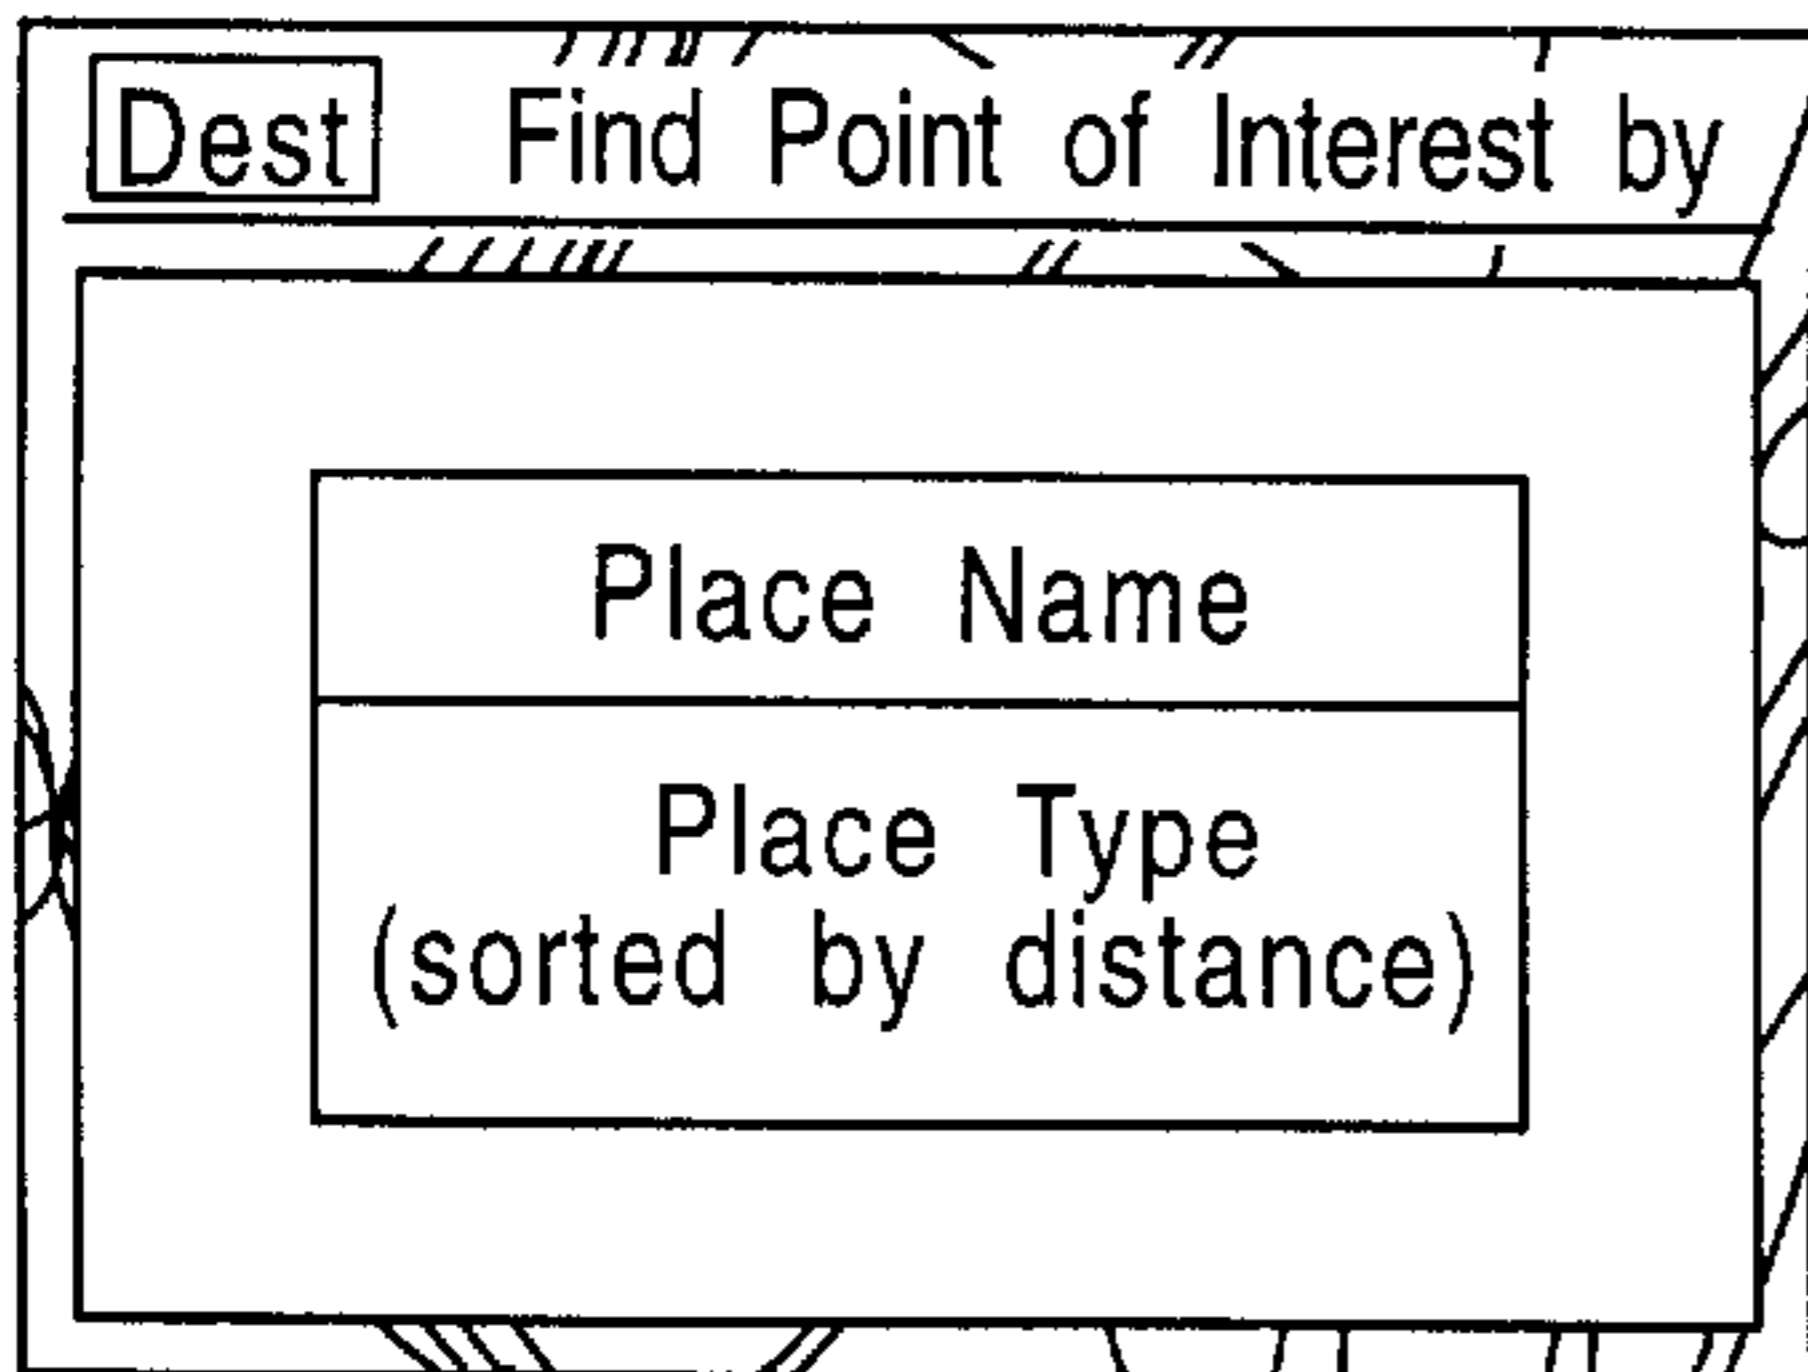 Dest Find Point of Interest by
Place Name
Place Type
(sorted by distance)